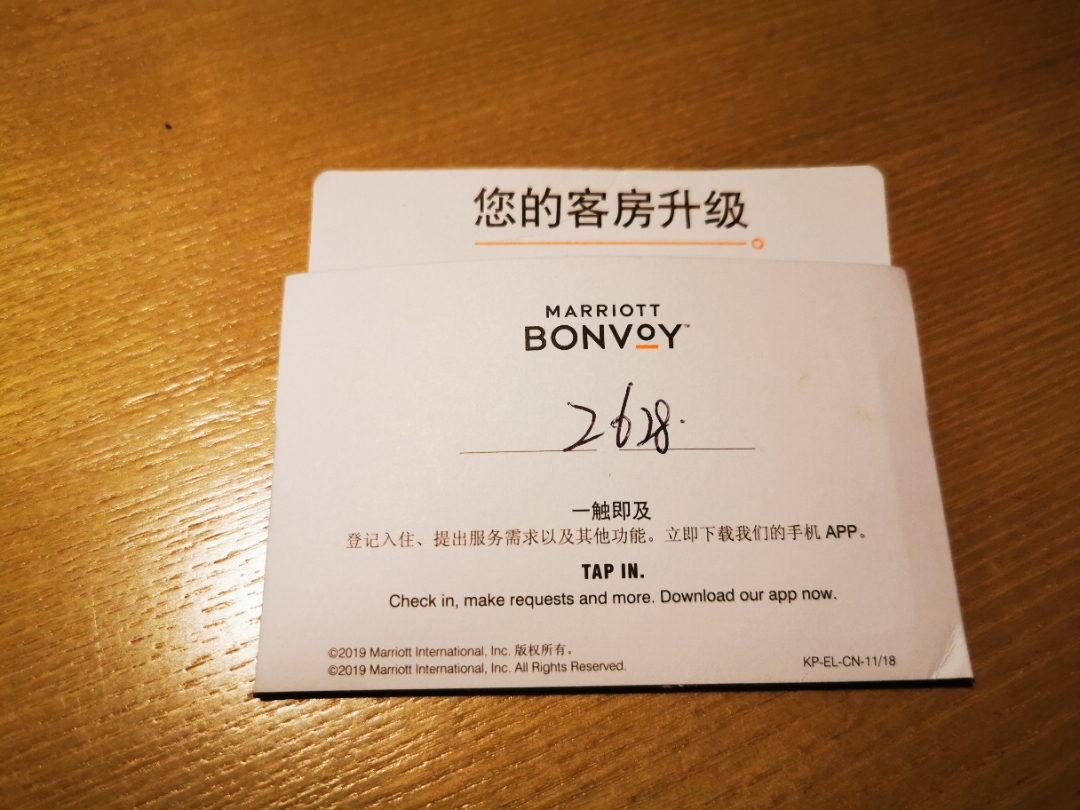 您的客房升级
MARRIOTT
BONVOY™
2628.
一触即及
登记入住、提出服务需求以及其他功能。立即下载我们的手机 APP。
TAP IN.
Check in, make requests and more. Download our app now.
©2019 Marriott International, Inc. 版权所有。
©2019 Marriott International, Inc. All Rights Reserved.
KP-EL-CN-11/18